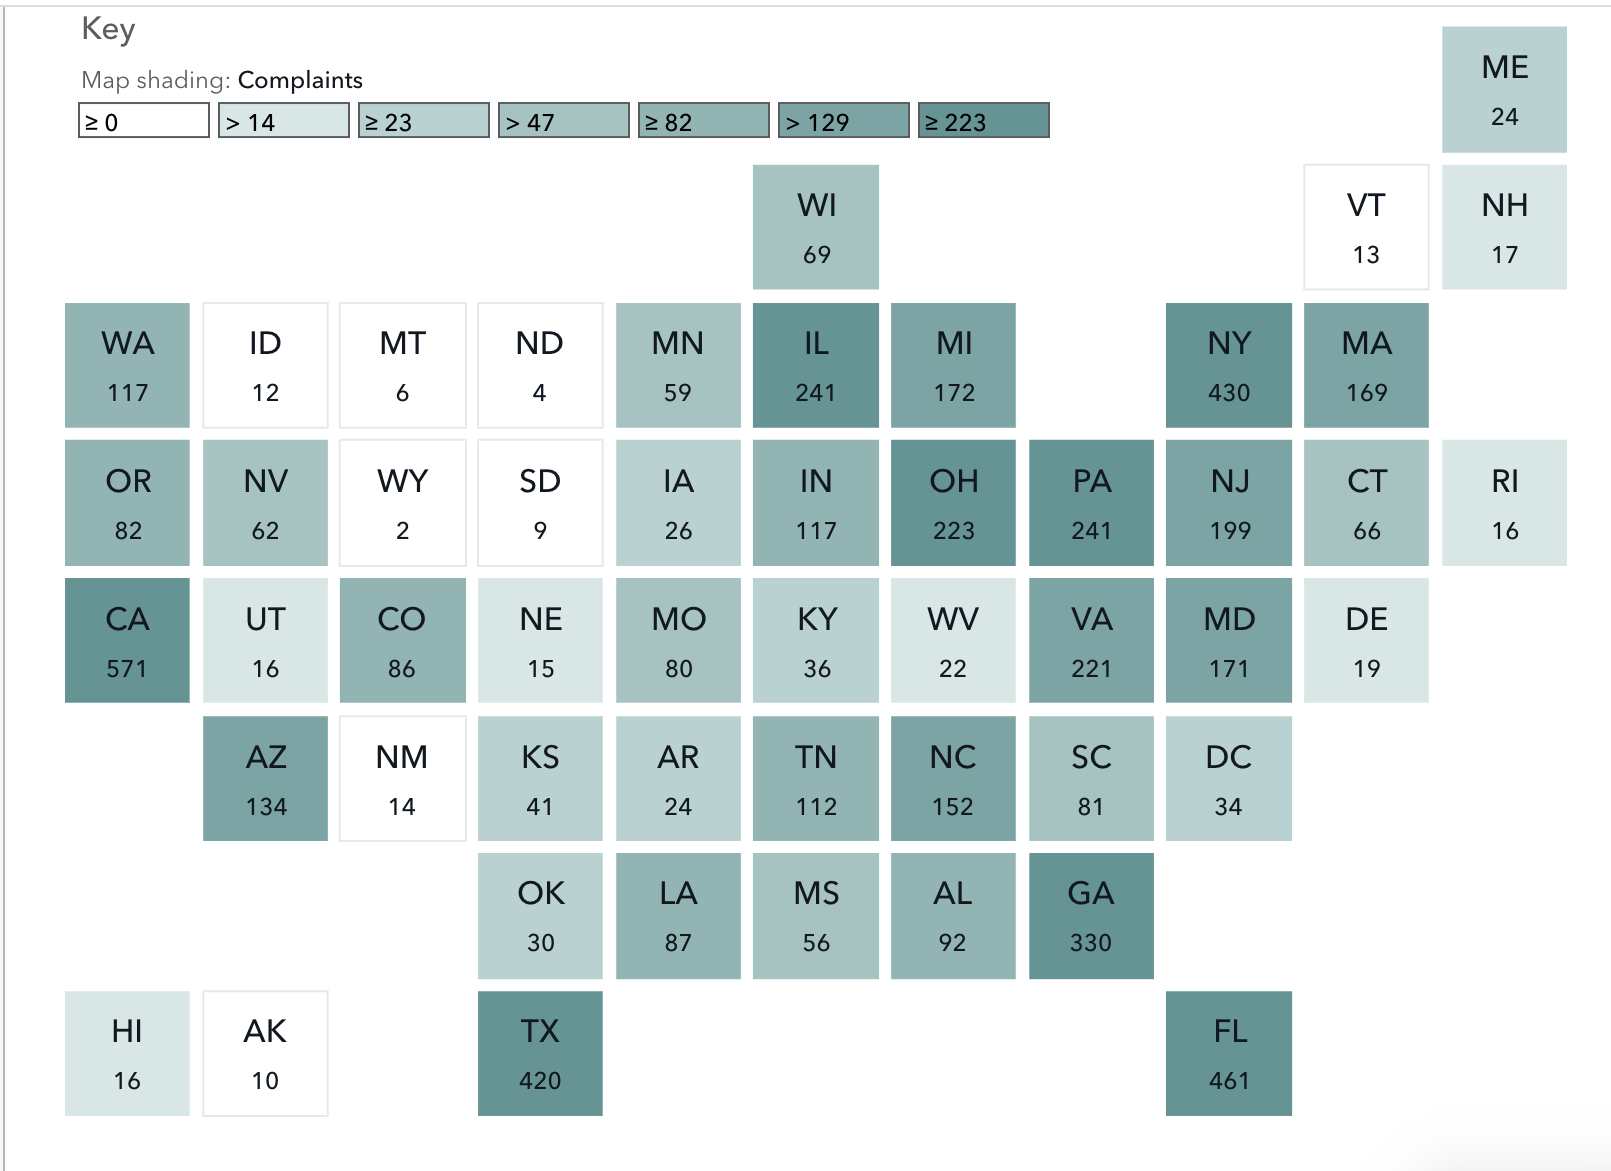 Key
Map shading: Complaints
≥ 0 > 14 ≥ 23 > 47 ≥ 82 > 129 ≥ 223
ME
24
WI VT NH
69 13 17
WA ID MT ND MN IL MI NY MA
117 12 6 4 59 241 172 430 169
OR NV WY SD IA IN OH PA NJ CT RI
82 62 2 9 26 117 223 241 199 66 16
CA UT CO NE MO KY WV VA MD DE
571 16 86 15 80 36 22 221 171 19
AZ NM KS AR TN NC SC DC
134 14 41 24 112 152 81 34
OK LA MS AL GA
30 87 56 92 330
HI AK TX FL
16 10 420 461